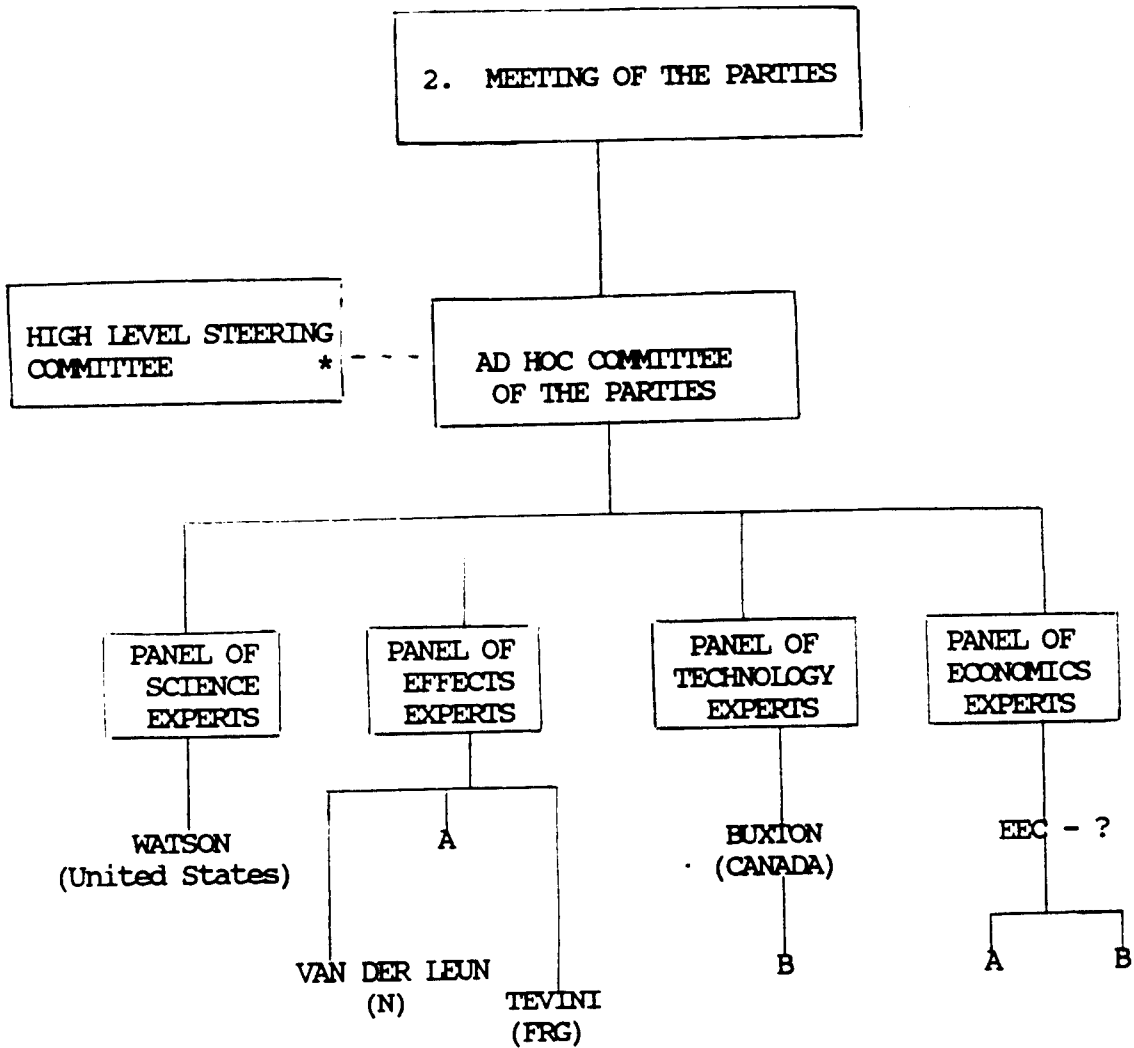 2. MEETING OF THE PARTIES
HIGH LEVEL STEERING
COMMITTEE *
AD HOC COMMITTEE
OF THE PARTIES
PANEL OF
SCIENCE
EXPERTS
PANEL OF
EFFECTS
EXPERTS
PANEL OF
TECHNOLOGY
EXPERTS
PANEL OF
ECONOMICS
EXPERTS
WATSON
(United States)
A
VAN DER LEUN
(N)
TEVINI
(FRG)
BUXTON
(CANADA)
B
EEC - ?
A
B